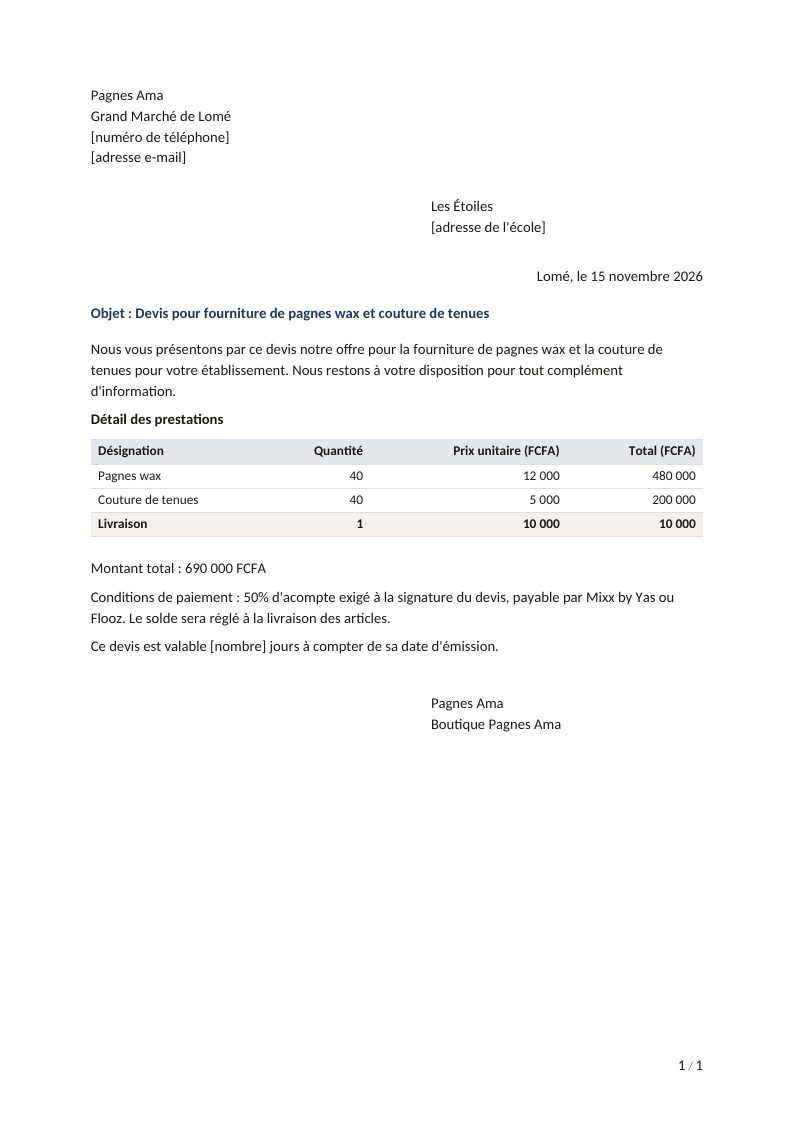 Pagnes Ama
Grand Marché de Lomé
[numéro de téléphone]
[adresse e-mail]
Les Étoiles
[adresse de l'école]
Lomé, le 15 novembre 2026
Objet : Devis pour fourniture de pagnes wax et couture de tenues
Nous vous présentons par ce devis notre offre pour la fourniture de pagnes wax et la couture de
tenues pour votre établissement. Nous restons à votre disposition pour tout complément
d'information.
Détail des prestations
Désignation Quantité Prix unitaire (FCFA) Total (FCFA)
Pagnes wax 40 12 000 480 000
Couture de tenues 40 5 000 200 000
Livraison 1 10 000 10 000
Montant total : 690 000 FCFA
Conditions de paiement : 50% d'acompte exigé à la signature du devis, payable par Mixx by Yas ou
Flooz. Le solde sera réglé à la livraison des articles.
Ce devis est valable [nombre] jours à compter de sa date d'émission.
Pagnes Ama
Boutique Pagnes Ama
1 / 1